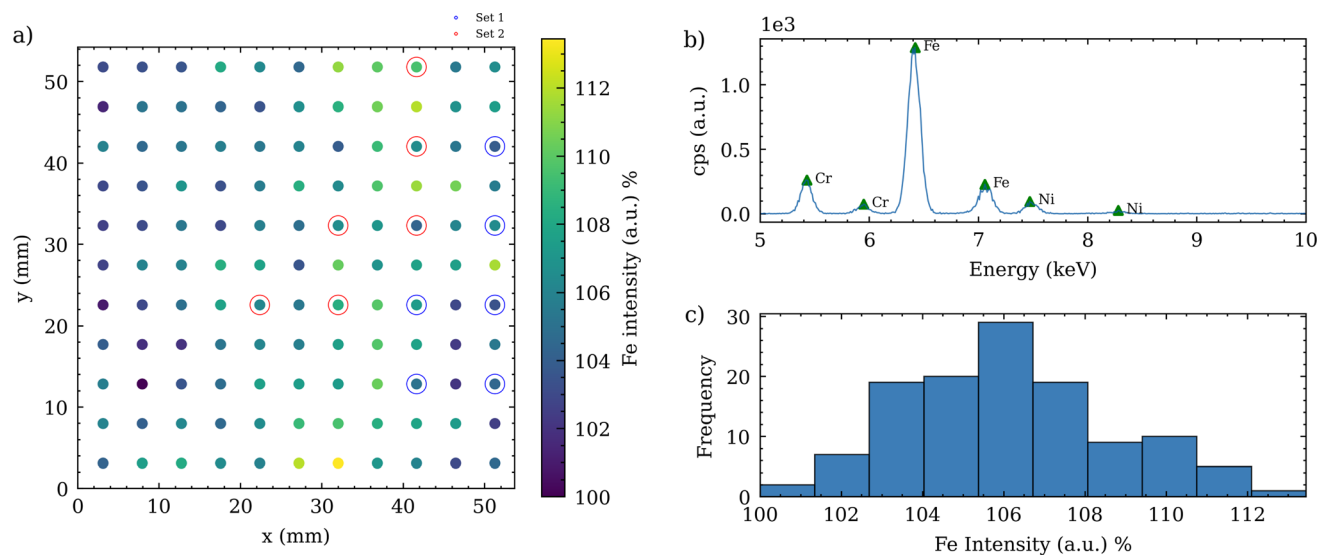 Set 1
Set 2
a)
50
40
30
20
10
0
y (mm)
0 10 20 30 40 50
x (mm)
112
110
108
106
104
102
100
Fe intensity (a.u.) %
b)
1e3
1.0
0.5
0.0
cps (a.u.)
Cr
Cr
Fe
Fe
Ni
Ni
5 6 7 8 9 10
Energy (keV)
c)
30
20
10
0
Frequency
100 102 104 106 108 110 112
Fe Intensity (a.u.) %